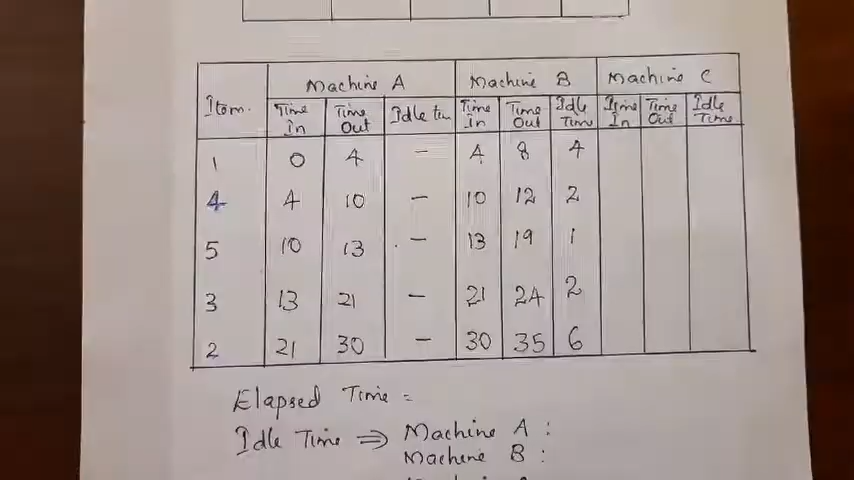 Item. Machine A Machine B Machine C
Time In Time Out Idle Tim Time In Time Out Idle Time Time In Time Out Idle Time
1 0 4 - 4 8 4
4 4 10 - 10 12 2
5 10 13 - 13 19 1
3 13 21 - 21 24 2
2 21 30 - 30 35 6
Elapsed Time =
Idle Time ⇒ Machine A :
Machine B :